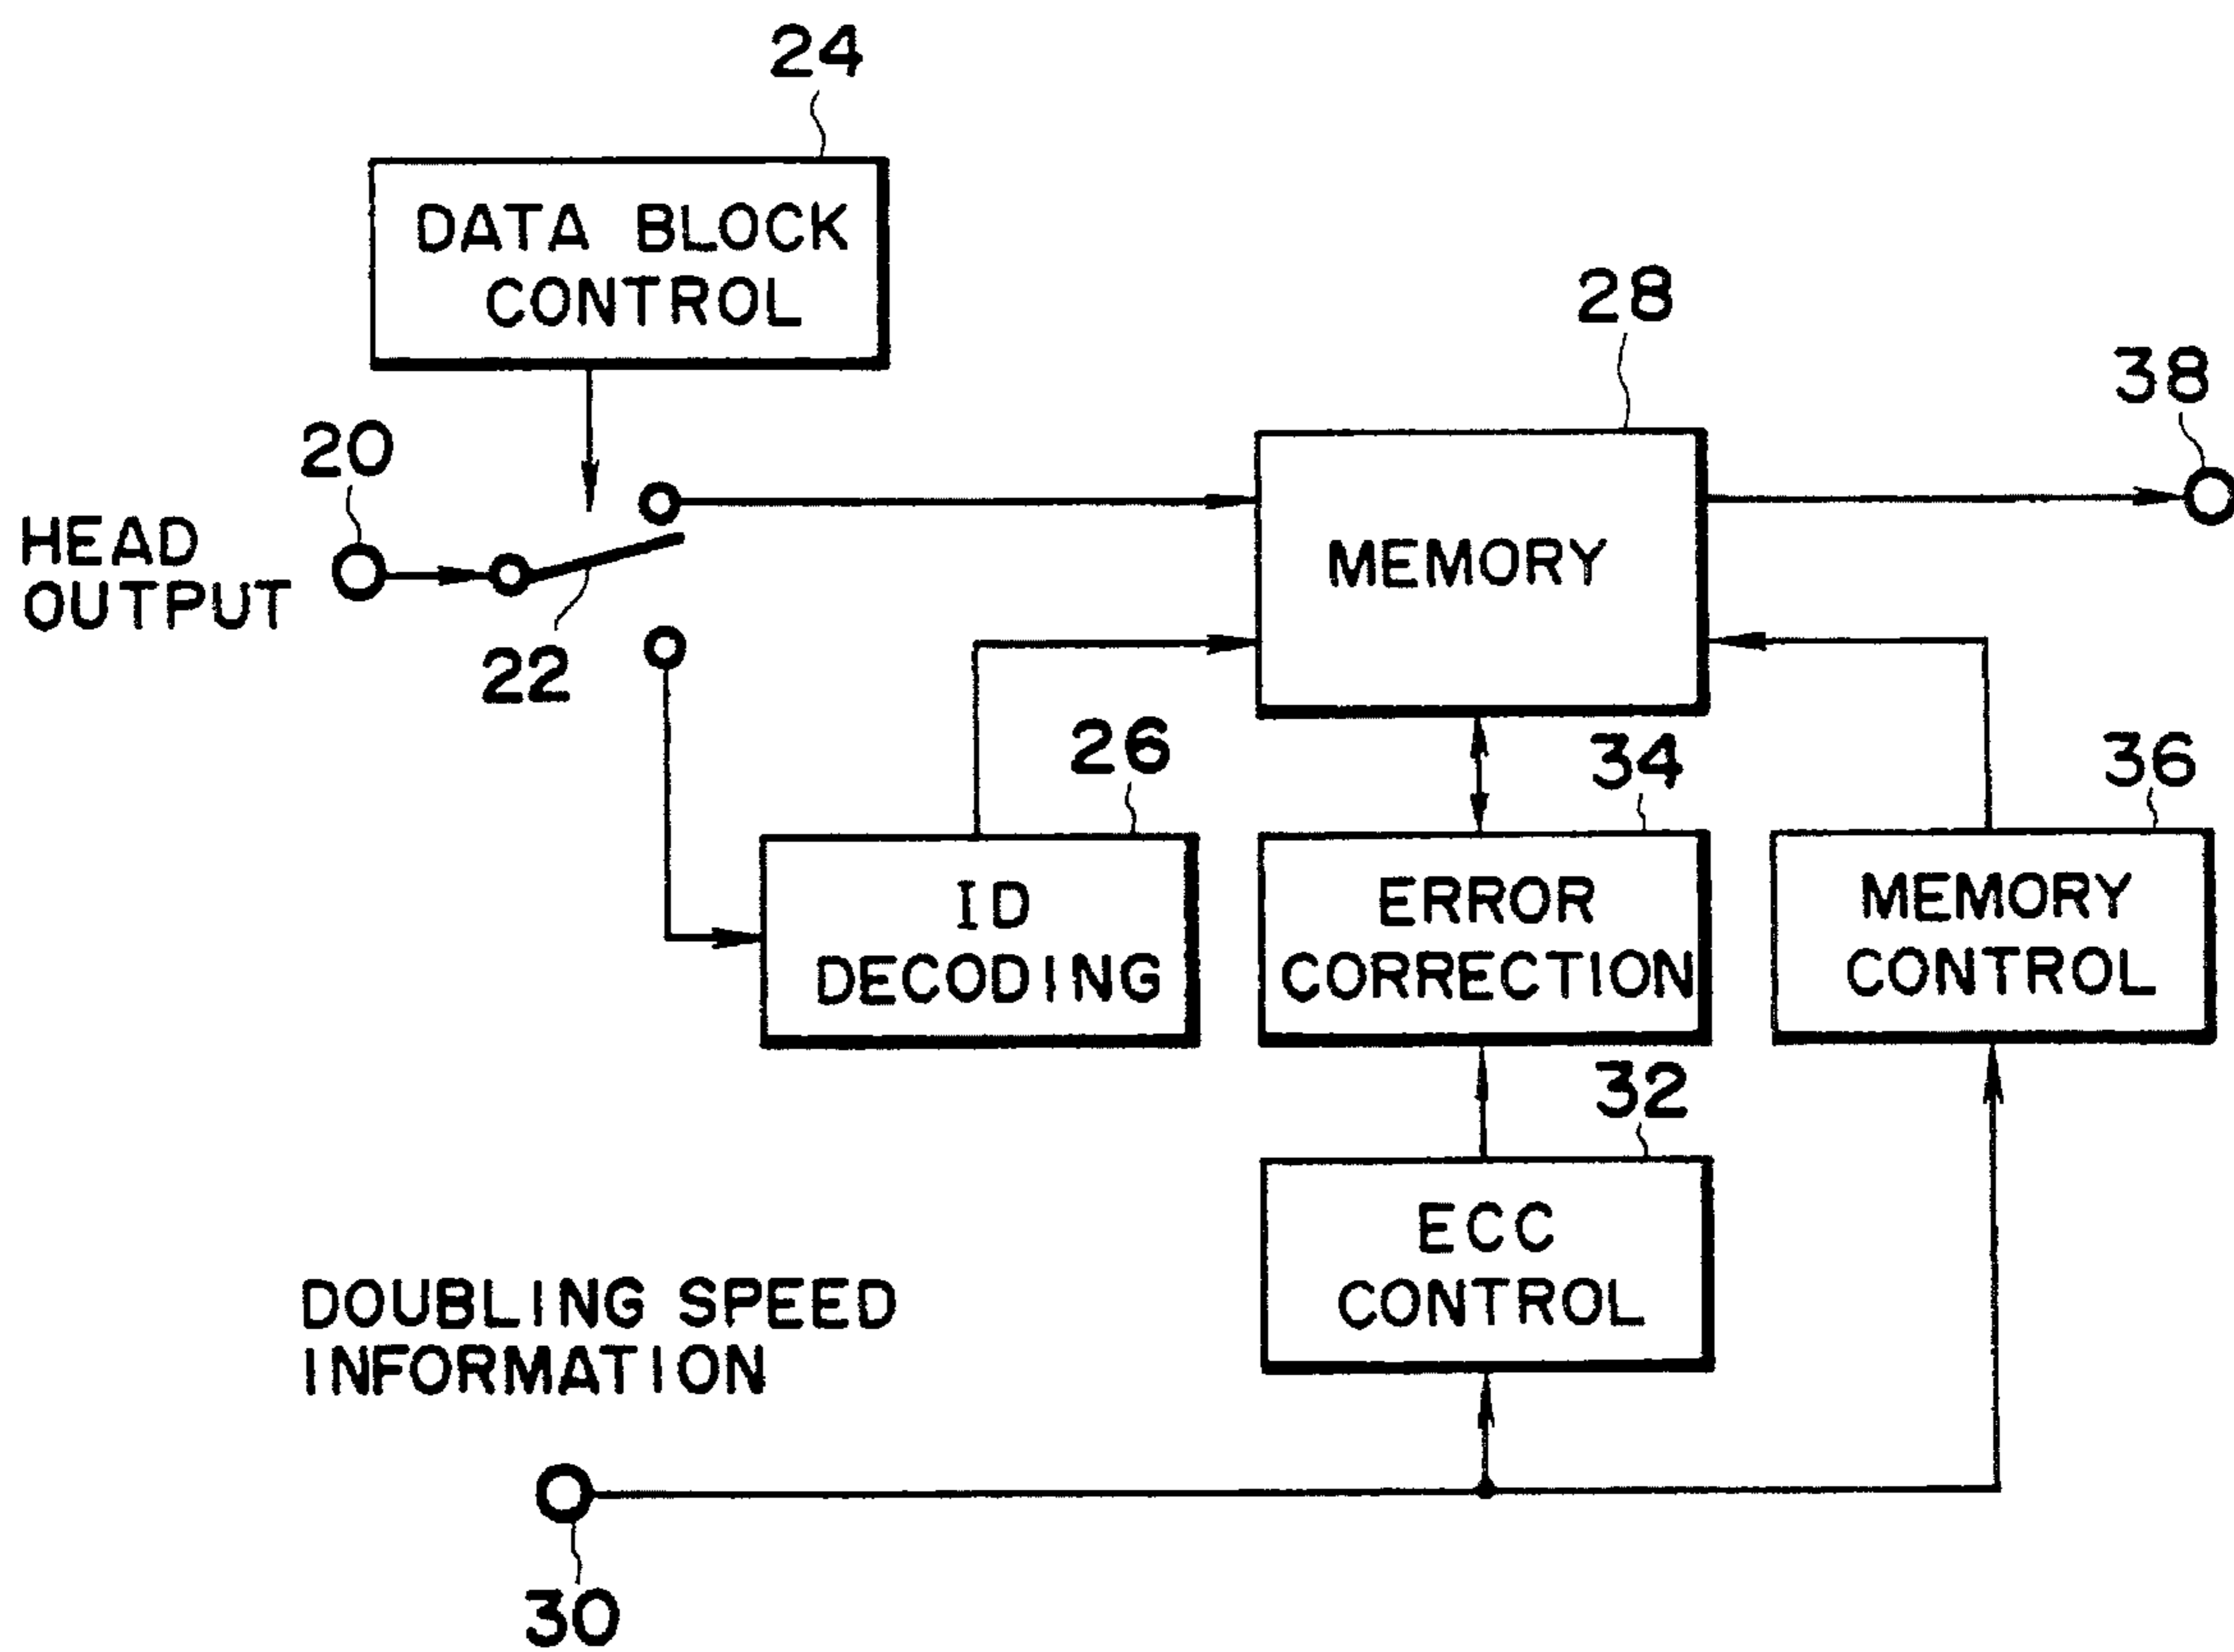 24
DATA BLOCK
CONTROL
28
38
20
HEAD
OUTPUT
22
MEMORY
26
34
36
ID
DECODING
ERROR
CORRECTION
MEMORY
CONTROL
32
ECC
CONTROL
DOUBLING SPEED
INFORMATION
30